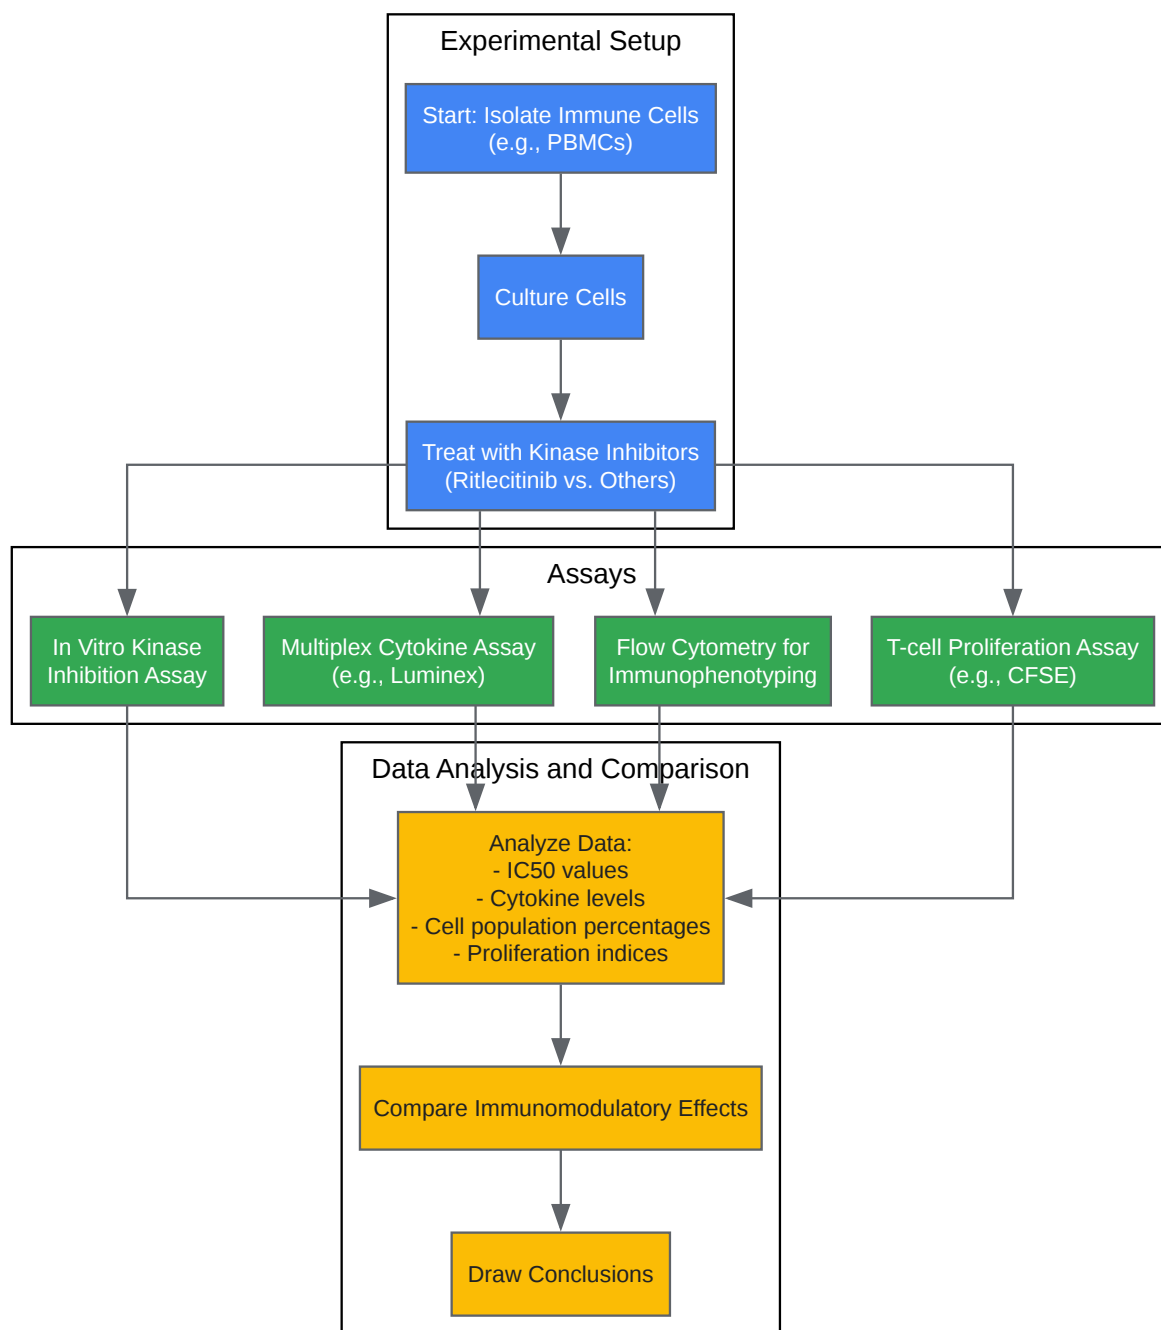 Experimental Setup
Start: Isolate Immune Cells
(e.g., PBMCs)
Culture Cells
Treat with Kinase Inhibitors
(Ritlecitinib vs. Others)
Assays
In Vitro Kinase
Inhibition Assay
Multiplex Cytokine Assay
(e.g., Luminex)
Flow Cytometry for
Immunophenotyping
T-cell Proliferation Assay
(e.g., CFSE)
Data Analysis and Comparison
Analyze Data:
- IC50 values
- Cytokine levels
- Cell population percentages
- Proliferation indices
Compare Immunomodulatory Effects
Draw Conclusions